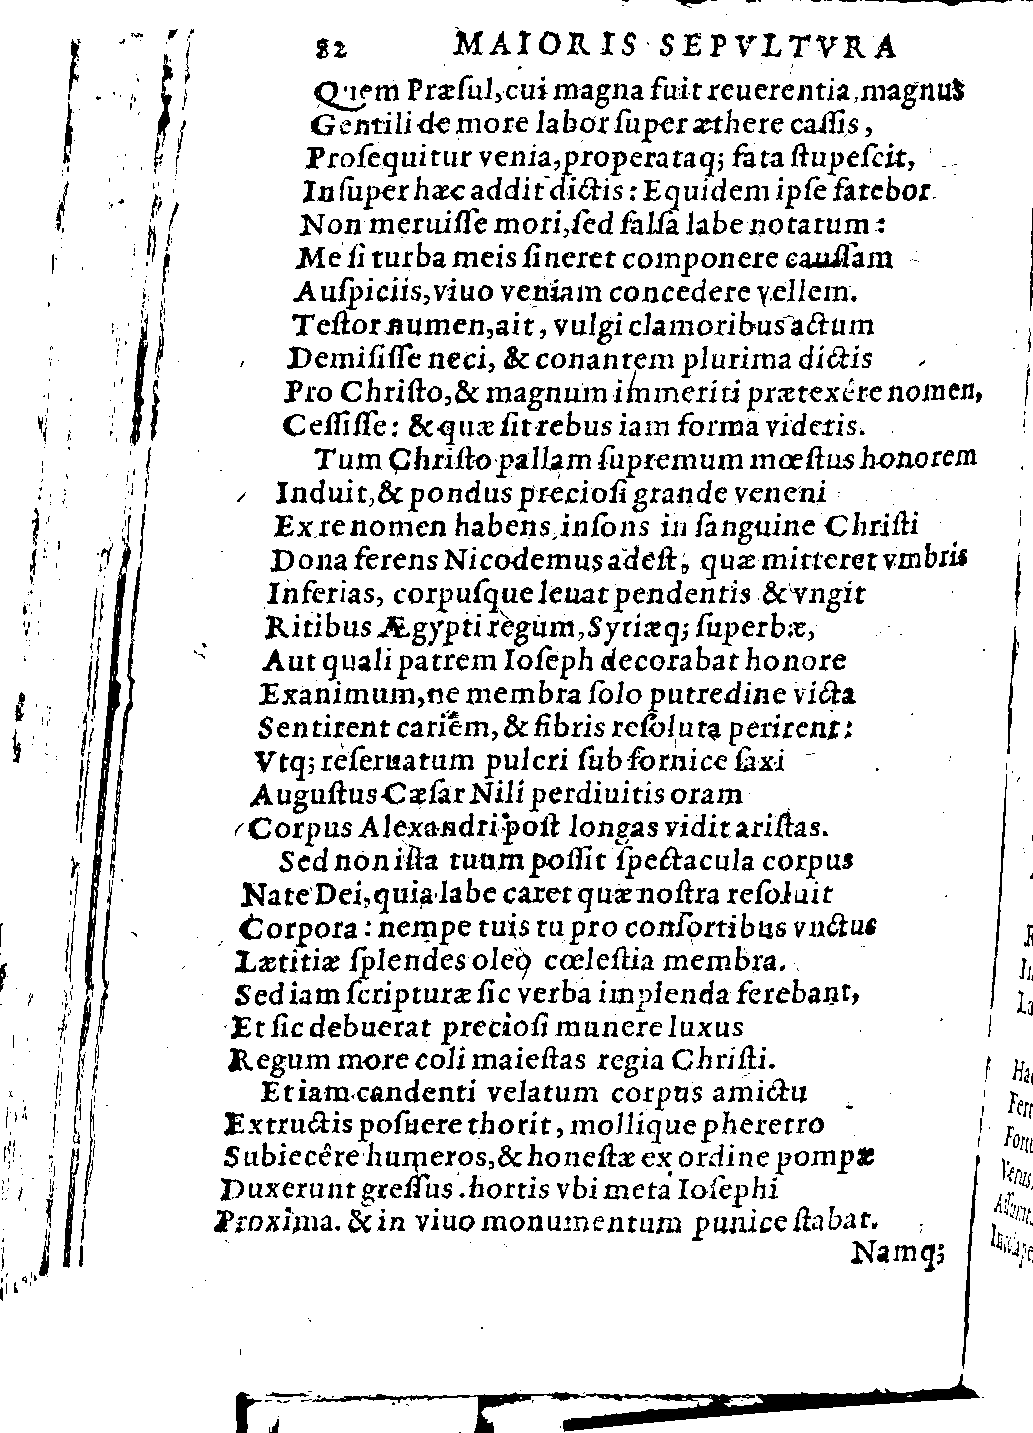 82 MAIORIS SEPVLTVRA
Quem Præſul,cui magna fuit reuerentia,magnus
Gentili de more labor ſuper æthere caſſis,
Proſequitur venia,properataq; fata ſtupeſcit,
Inſuper hæc addit dictis: Equidem ipſe fatebor
Non meruiſſe mori,ſed falſa labe notarum:
Me ſi turba meis ſineret componere cauſſam
Auſpiciis,viuo veniam concedere vellem.
Teſtor numen,ait, vulgi clamoribus actum
Demiſiſſe neci, & conantem plurima dictis
Pro Chriſto,& magnum immeriti prætexére nomen,
Ceſſiſſe: & quæ ſit rebus iam forma videtis.
Tum Chriſto pallam ſupremum mœſtus honorem
Induit,& pondus precioſi grande veneni
Ex re nomen habens,inſons in ſanguine Chriſti
Dona ferens Nicodemus adeſt, quæ mitteret vmbris
Inferias, corpuſque leuat pendentis & vngit
Ritibus Ægypti regum,Syriæq; ſuperbæ,
Aut quali patrem Ioſeph decorabat honore
Exanimum,ne membra ſolo putredine victa
Sentirent cariem,& fibris reſoluta perirent:
Vtq; reſeruatum pulcri ſub fornice ſaxi
Auguſtus Cæſar Nili perdiuitis oram
Corpus Alexandri poſt longas vidit ariſtas.
Sed non iſta tuum poſſit ſpectacula corpus
Nate Dei,quia labe caret quæ noſtra reſoluit
Corpora: nempe tuis tu pro conſortibus vnctus
Lætitiæ ſplendes oleo cœleſtia membra.
Sed iam ſcripturæ ſic verba implenda ferebant,
Et ſic debuerat precioſi munere luxus
Regum more coli maieſtas regia Chriſti.
Etiam candenti velatum corpus amictu
Extructis poſuere thorit, mollique pheretro
Subiecêre humeros,& honeſtæ ex ordine pompæ
Duxerunt greſſus.hortis vbi meta Ioſephi
Proxima. & in viuo monumentum punice ſtabat.
Namq;